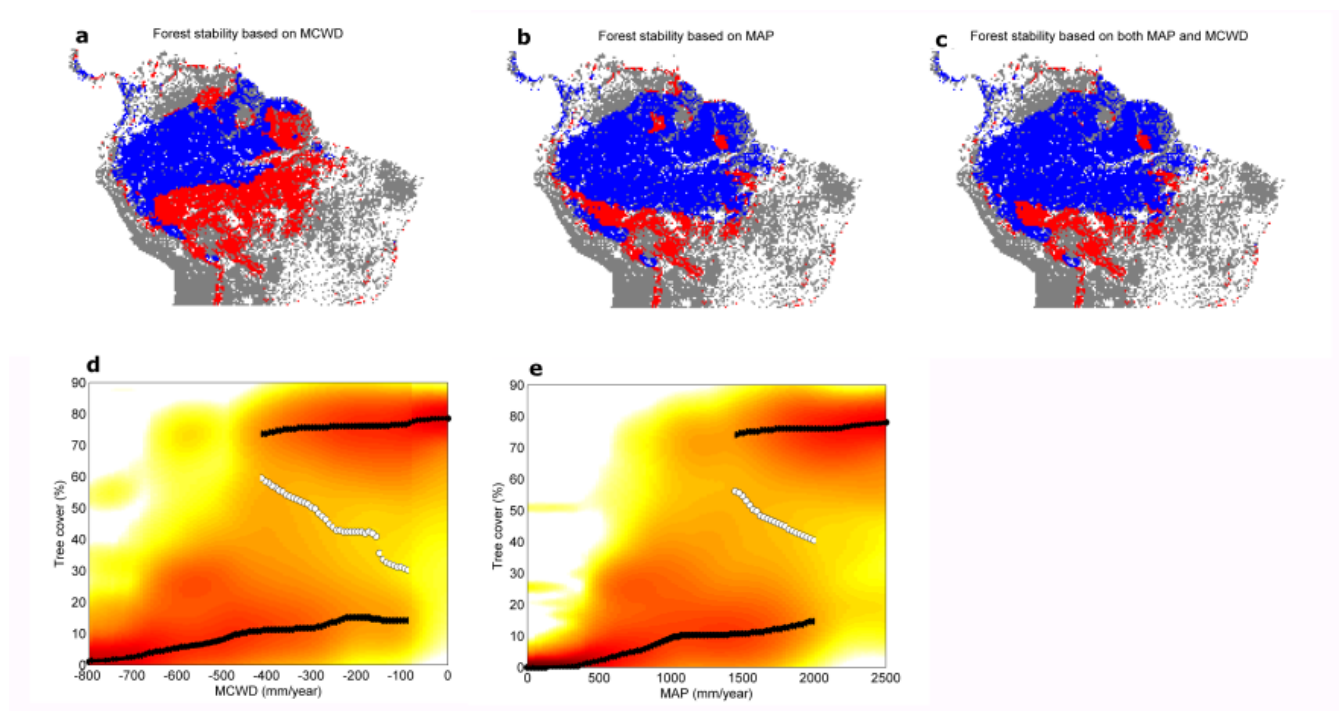 a Forest stability based on MCWD
b Forest stability based on MAP
c Forest stability based on both MAP and MCWD
d
90
80
70
60
50
40
30
20
10
0
Tree cover (%)
-800 -700 -600 -500 -400 -300 -200 -100 0
MCWD (mm/year)
e
90
80
70
60
50
40
30
20
10
0
Tree cover (%)
0 500 1000 1500 2000 2500
MAP (mm/year)